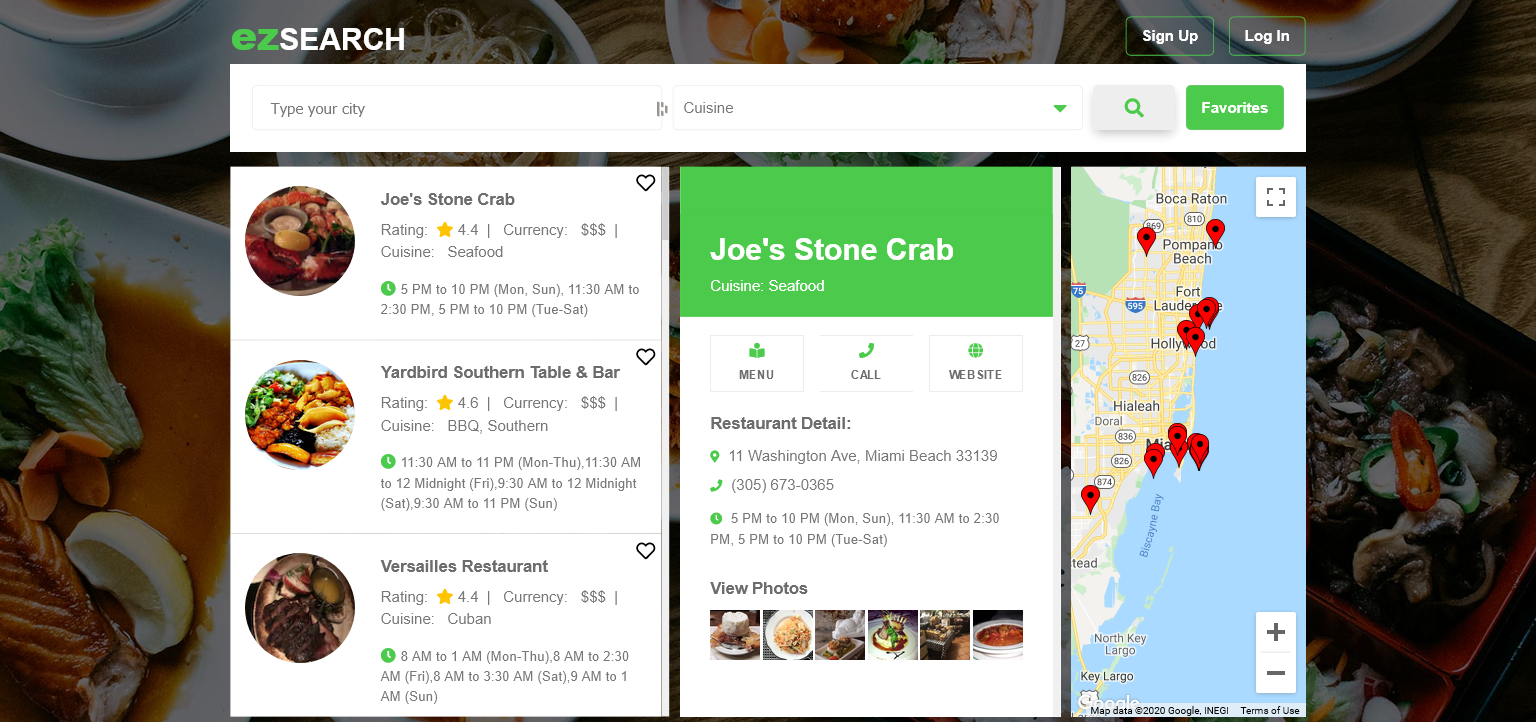 ezSEARCH
Sign Up
Log In
Type your city
Cuisine
Favorites
Joe's Stone Crab
Rating: 4.4 | Currency: $$$ |
Cuisine: Seafood
5 PM to 10 PM (Mon, Sun), 11:30 AM to
2:30 PM, 5 PM to 10 PM (Tue-Sat)
Yardbird Southern Table & Bar
Rating: 4.6 | Currency: $$$ |
Cuisine: BBQ, Southern
11:30 AM to 11 PM (Mon-Thu),11:30 AM
to 12 Midnight (Fri),9:30 AM to 12 Midnight
(Sat),9:30 AM to 11 PM (Sun)
Versailles Restaurant
Rating: 4.4 | Currency: $$$ |
Cuisine: Cuban
8 AM to 1 AM (Mon-Thu),8 AM to 2:30
AM (Fri),8 AM to 3:30 AM (Sat),9 AM to 1
AM (Sun)
Joe's Stone Crab
Cuisine: Seafood
MENU
CALL
WEBSITE
Restaurant Detail:
11 Washington Ave, Miami Beach 33139
(305) 673-0365
5 PM to 10 PM (Mon, Sun), 11:30 AM to 2:30
PM, 5 PM to 10 PM (Tue-Sat)
View Photos
Boca Raton
810
869
Pompano
Beach
75
595
Fort
27
826
Hialeah
Doral
836
826
874
Biscayne Bay
stead
North Key
Largo
Key Largo
Google
Map data ©2020 Google, INEGI
Terms of Use